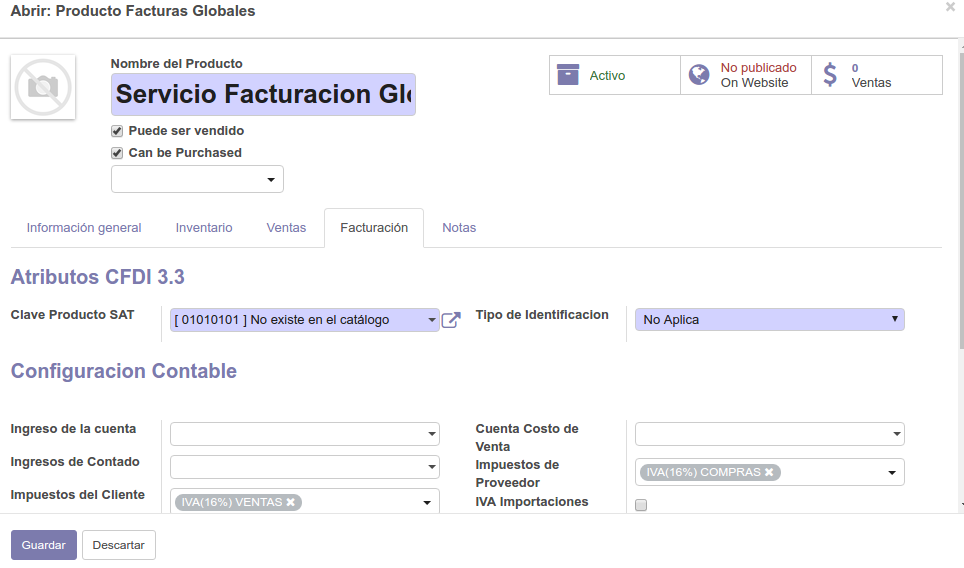 Abrir: Producto Facturas Globales
Nombre del Producto
Servicio Facturacion Glo
Puede ser vendido
Can be Purchased
Activo
No publicado
On Website
0
Ventas
Información general Inventario Ventas Facturación Notas
Atributos CFDI 3.3
Clave Producto SAT [ 01010101 ] No existe en el catálogo Tipo de Identificacion No Aplica
Configuracion Contable
Ingreso de la cuenta
Ingresos de Contado
Impuestos del Cliente IVA(16%) VENTAS
Cuenta Costo de
Venta
Impuestos de
Proveedor
IVA(16%) COMPRAS
IVA Importaciones
Guardar Descartar